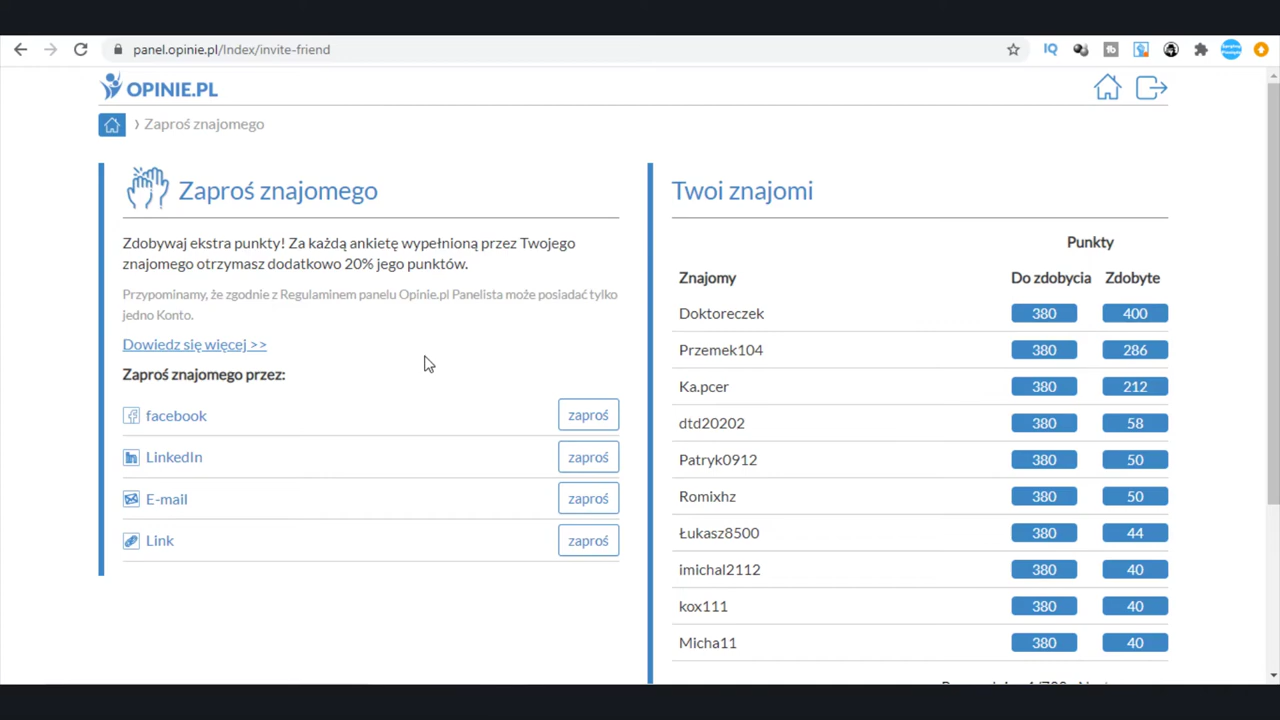 panel.opinie.pl/Index/invite-friend
IQ
OPINIE.PL
Zaproś znajomego
Zaproś znajomego
Zdobywaj ekstra punkty! Za każdą ankietę wypełnioną przez Twojego
znajomego otrzymasz dodatkowo 20% jego punktów.
Przypominamy, że zgodnie z Regulaminem panelu Opinie.pl Panelista może posiadać tylko
jedno Konto.
Dowiedz się więcej >>
Zaproś znajomego przez:
facebook zaproś
LinkedIn zaproś
E-mail zaproś
Link zaproś
Twoi znajomi
Punkty
Znajomy Do zdobycia Zdobyte
Doktoreczek 380 400
Przemek104 380 286
Ka.pcer 380 212
dtd20202 380 58
Patryk0912 380 50
Romixhz 380 50
Łukasz8500 380 44
imichal2112 380 40
kox111 380 40
Micha11 380 40